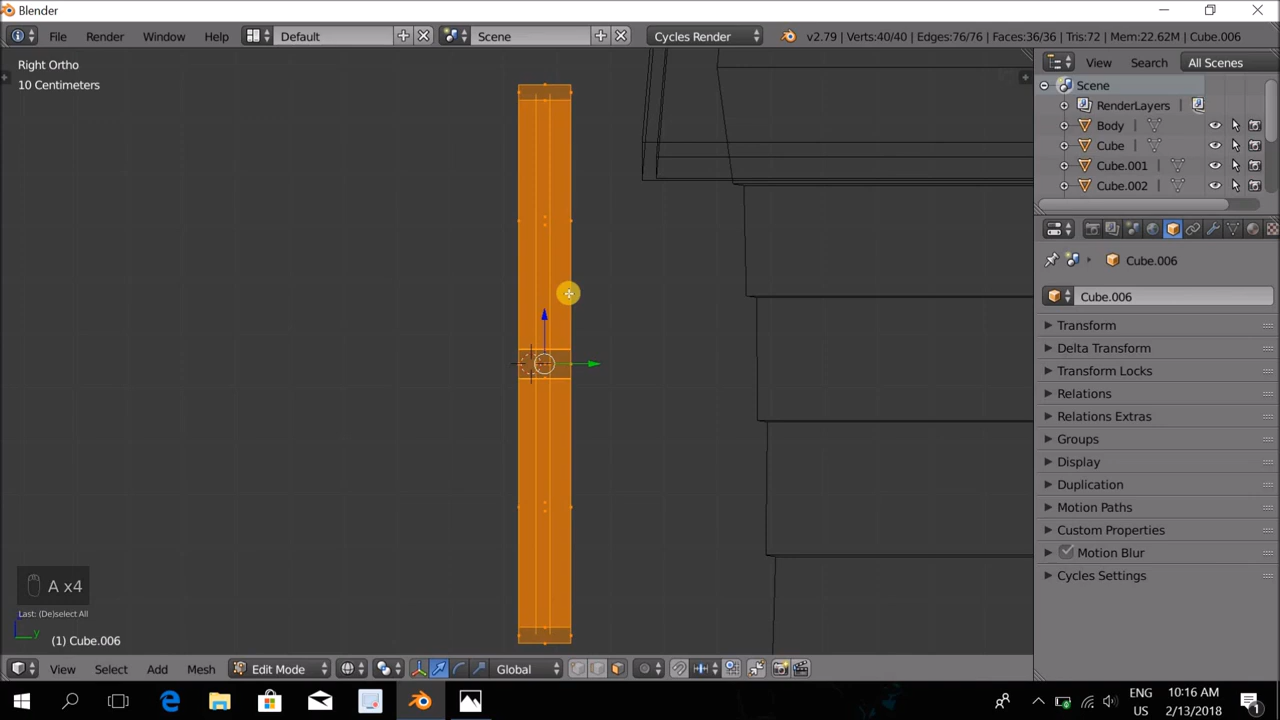 Blender
File Render Window Help Default Scene Cycles Render v2.79 | Verts:40/40 | Edges:76/76 | Faces:36/36 | Tris:72 | Mem:22.62M | Cube.006
Right Ortho
10 Centimeters
View Search All Scenes
Scene
RenderLayers
Body
Cube
Cube.001
Cube.002
Cube.006
Cube.006
Transform
Delta Transform
Transform Locks
Relations
Relations Extras
Groups
Display
Duplication
Motion Paths
Custom Properties
Motion Blur
Cycles Settings
A x4
Last: (De)select All
y
(1) Cube.006
View Select Add Mesh Edit Mode Global
ENG
US
10:16 AM
2/13/2018
1